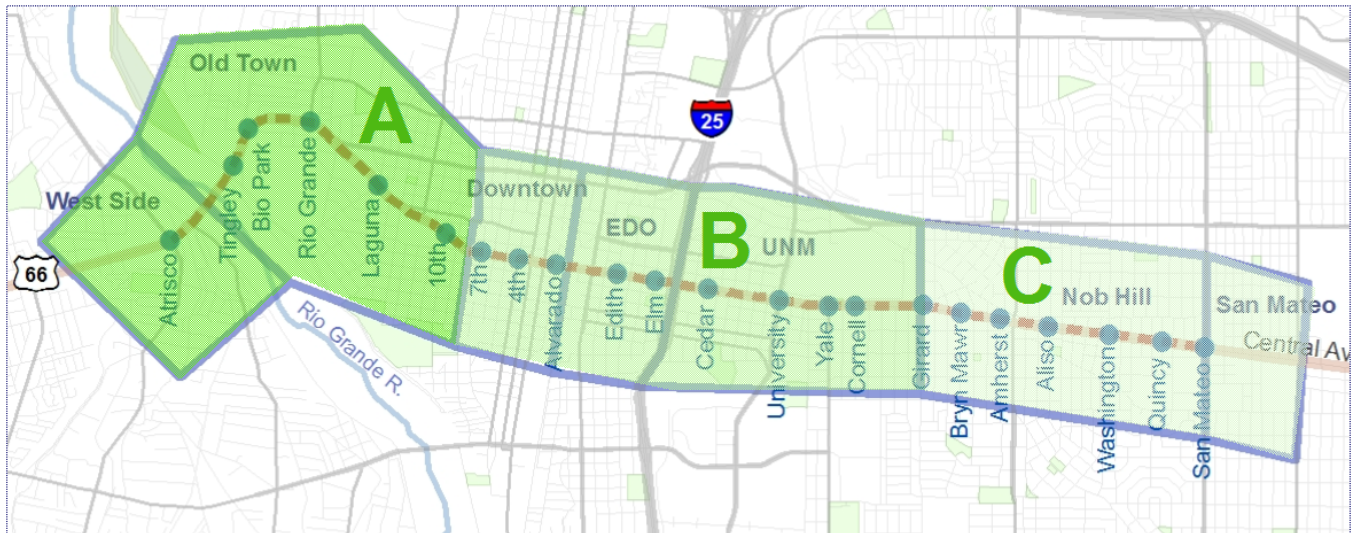 Old Town
A
25
West Side
66
Atrisco
Tingley
Bio Park
Rio Grande
Laguna
10th
Rio Grande R.
Downtown
7th
4th
Alvarado
EDO
B
UNM
Edith
Elm
Cedar
University
Yale
Cornell
Girard
C
Nob Hill
Bryn Mawr
Amherst
Aliso
Washington
Quincy
San Mateo
San Mateo
Central Av